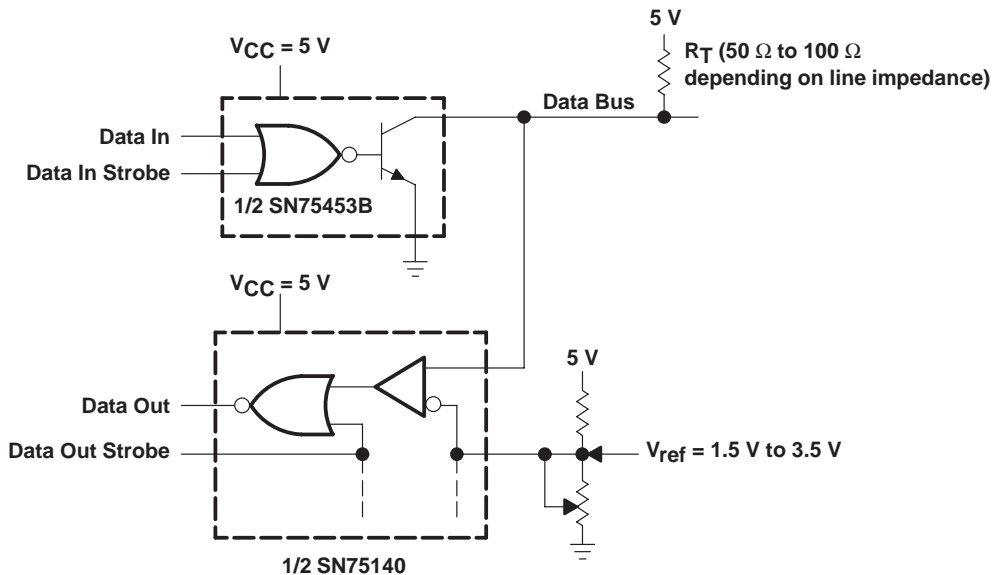 5 V
VCC = 5 V
RT (50 Ω to 100 Ω
depending on line impedance)
Data Bus
Data In
Data In Strobe
1/2 SN75453B
VCC = 5 V
5 V
Data Out
Data Out Strobe
Vref = 1.5 V to 3.5 V
1/2 SN75140